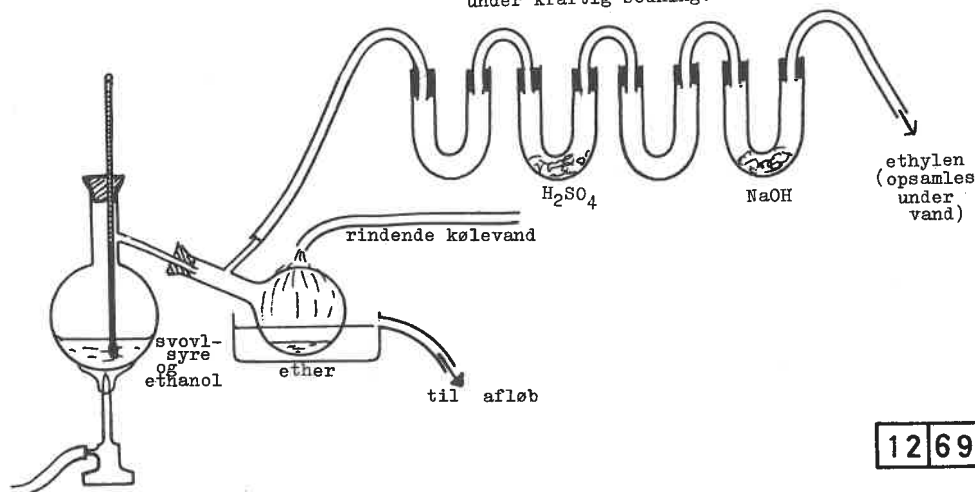 under kraftig
H₂SO₄
NaOH
ethylen
(opsamles
under
vand)
rindende kølevand
svovl-
syre
og
ethanol
ether
til afløb
12 69